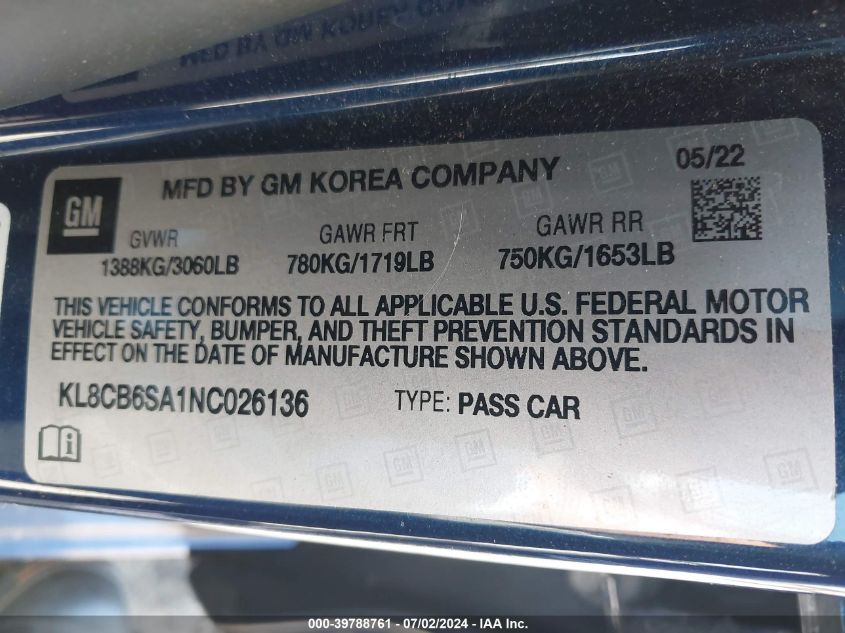 MFD BY GM KOREA COMPANY
05/22
GM
GVWR
GAWR FRT
GAWR RR
1388KG/3060LB
780KG/1719LB
750KG/1653LB
THIS VEHICLE CONFORMS TO ALL APPLICABLE U.S. FEDERAL MOTOR
VEHICLE SAFETY, BUMPER, AND THEFT PREVENTION STANDARDS IN
EFFECT ON THE DATE OF MANUFACTURE SHOWN ABOVE.
KL8CB6SA1NC026136
TYPE: PASS CAR
000-39788761 - 07/02/2024 - IAA Inc.